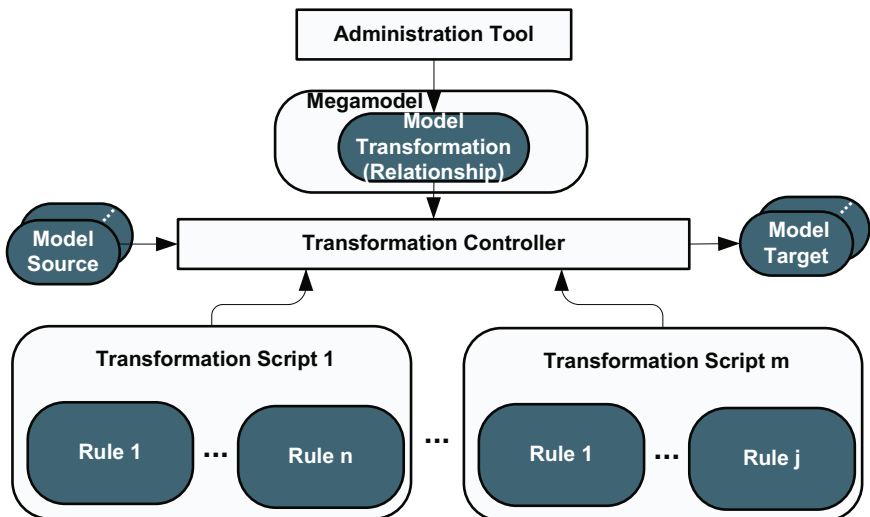 Administration Tool
Megamodel
Model
Transformation
(Relationship)
Model
Source
Transformation Controller
Model
Target
Transformation Script 1
Transformation Script m
Rule 1
...
Rule n
...
Rule 1
...
Rule j